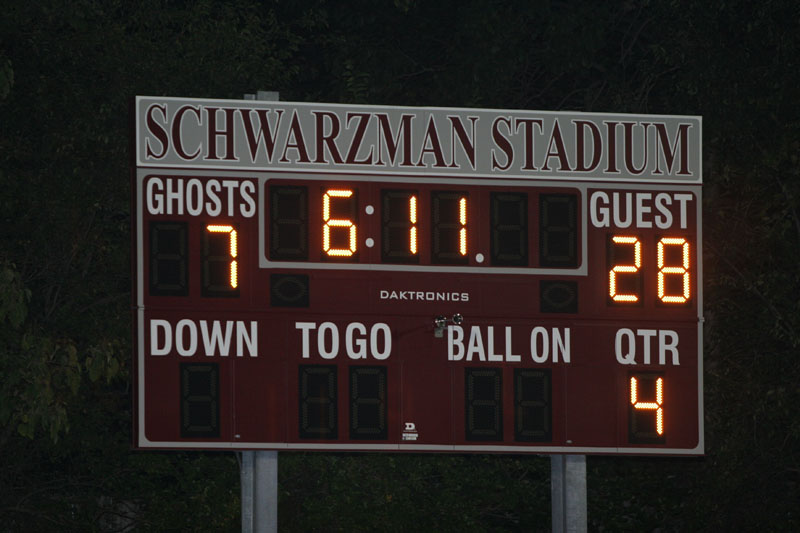 SCHWARZMAN STADIUM
GHOSTS 6:11. GUEST
7 28
DAKTRONICS
DOWN TO GO BALL ON QTR
4